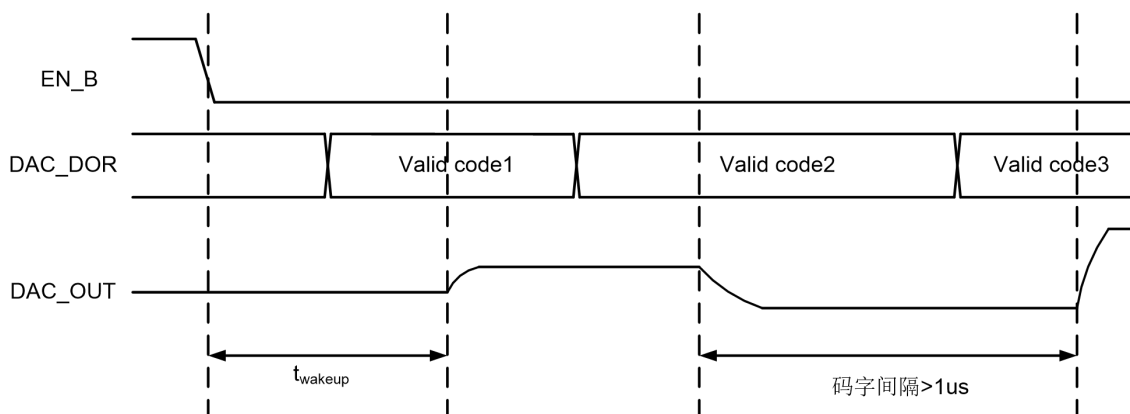 EN_B
DAC_DOR
Valid code1
Valid code2
Valid code3
DAC_OUT
twakeup
码字间隔>1us